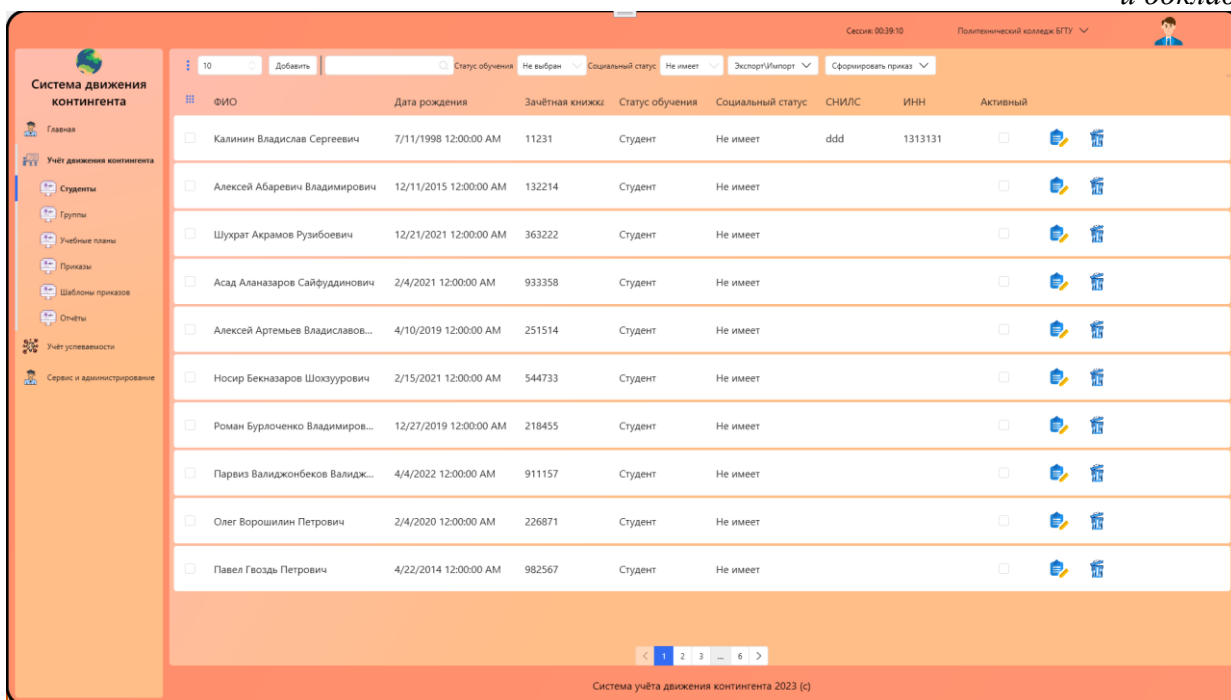 и доклад
Сессия: 00:39:10 Политехнический колледж БГТУ
Система движения
контингента
Главная
Учёт движения контингента
Студенты
Группы
Учебные планы
Приказы
Шаблоны приказов
Отчёты
Учёт успеваемости
Сервис и администрирование
10 Добавить Статус обучения Не выбран Социальный статус Не имеет Экспорт\Импорт Сформировать приказ
ФИО Дата рождения Зачётная книжка Статус обучения Социальный статус СНИЛС ИНН Активный
Калинин Владислав Сергеевич 7/11/1998 12:00:00 AM 11231 Студент Не имеет ddd 1313131
Алексей Абаревич Владимирович 12/11/2015 12:00:00 AM 132214 Студент Не имеет
Шухрат Акрамов Рузибоевич 12/21/2021 12:00:00 AM 363222 Студент Не имеет
Асад Аланазаров Сайфуддинович 2/4/2021 12:00:00 AM 933358 Студент Не имеет
Алексей Артемьев Владиславов... 4/10/2019 12:00:00 AM 251514 Студент Не имеет
Носир Бекназаров Шохзуурович 2/15/2021 12:00:00 AM 544733 Студент Не имеет
Роман Бурлоченко Владимиров... 12/27/2019 12:00:00 AM 218455 Студент Не имеет
Парвиз Валиджонбеков Валидж... 4/4/2022 12:00:00 AM 911157 Студент Не имеет
Олег Ворошилин Петрович 2/4/2020 12:00:00 AM 226871 Студент Не имеет
Павел Гвоздь Петрович 4/22/2014 12:00:00 AM 982567 Студент Не имеет
1 2 3 ... 6
Система учёта движения контингента 2023 (c)